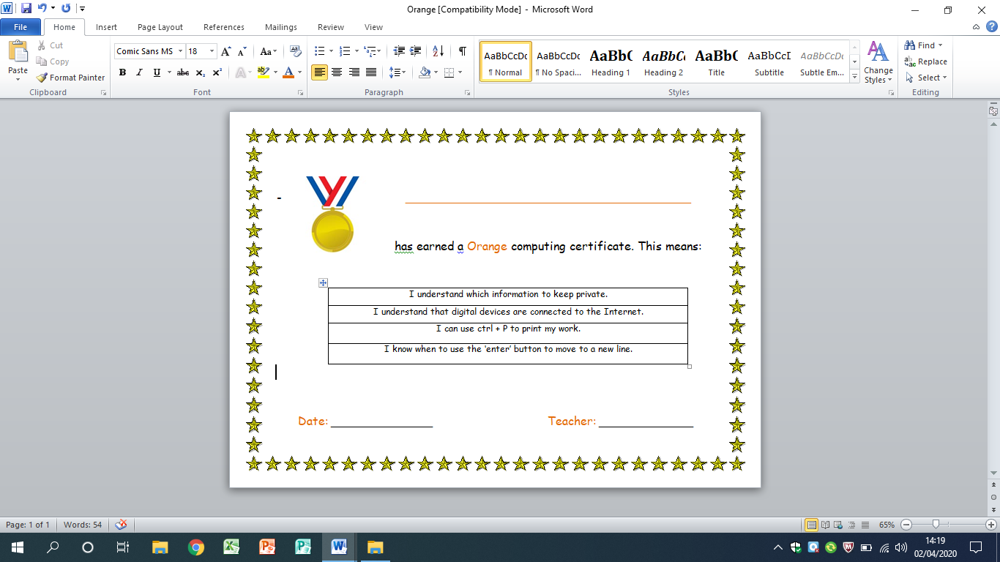 Orange [Compatibility Mode] - Microsoft Word
File Home Insert Page Layout References Mailings Review View
Paste
Cut
Copy
Format Painter
Clipboard
Comic Sans MS 18
Font
Paragraph
AaBbCcDc AaBbCcDc AaBbC AaBbCc AaBbC AaBbCcI AaBbCcDc
¶ Normal ¶ No Spaci... Heading 1 Heading 2 Title Subtitle Subtle Em...
Change Styles
Styles
Find
Replace
Select
Editing
-
has earned a Orange computing certificate. This means:
I understand which information to keep private.
I understand that digital devices are connected to the Internet.
I can use ctrl + P to print my work.
I know when to use the ‘enter’ button to move to a new line.
Date: ________________ Teacher: _______________
Page: 1 of 1 Words: 54 65%
14:19
02/04/2020